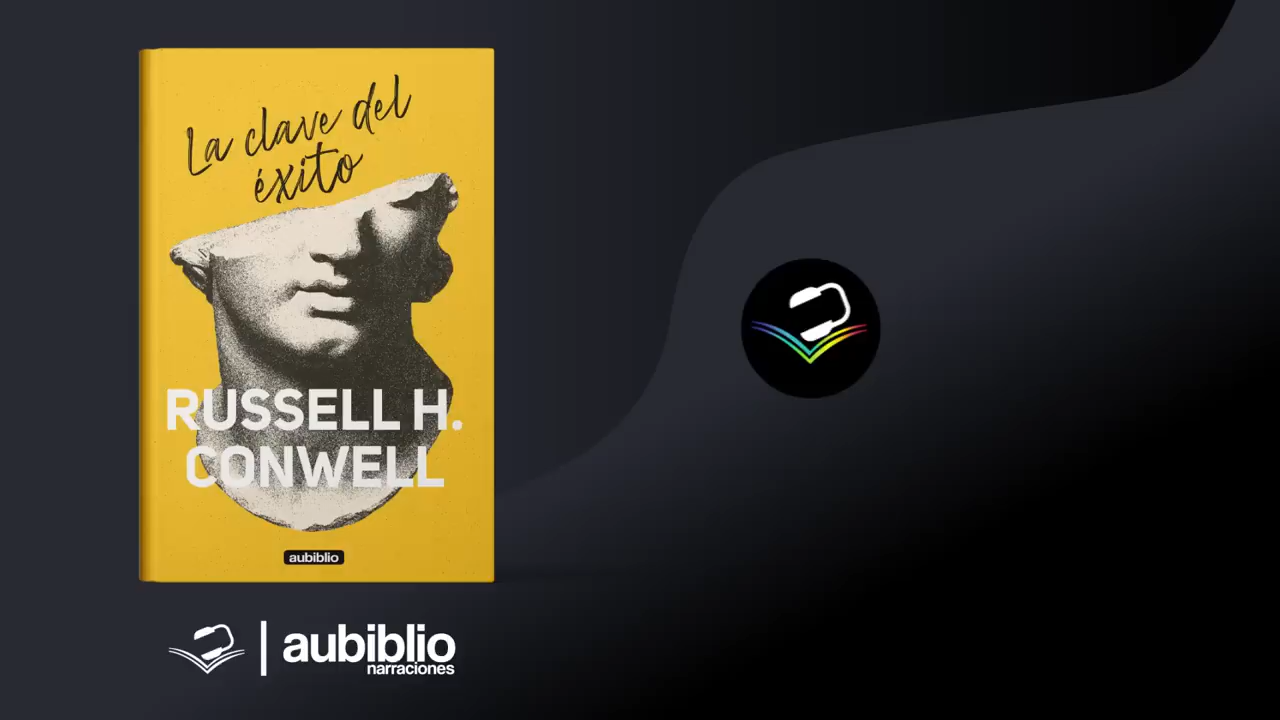 La clave del
éxito
RUSSELL H.
CONWELL
aubiblio
aubiblio
narraciones